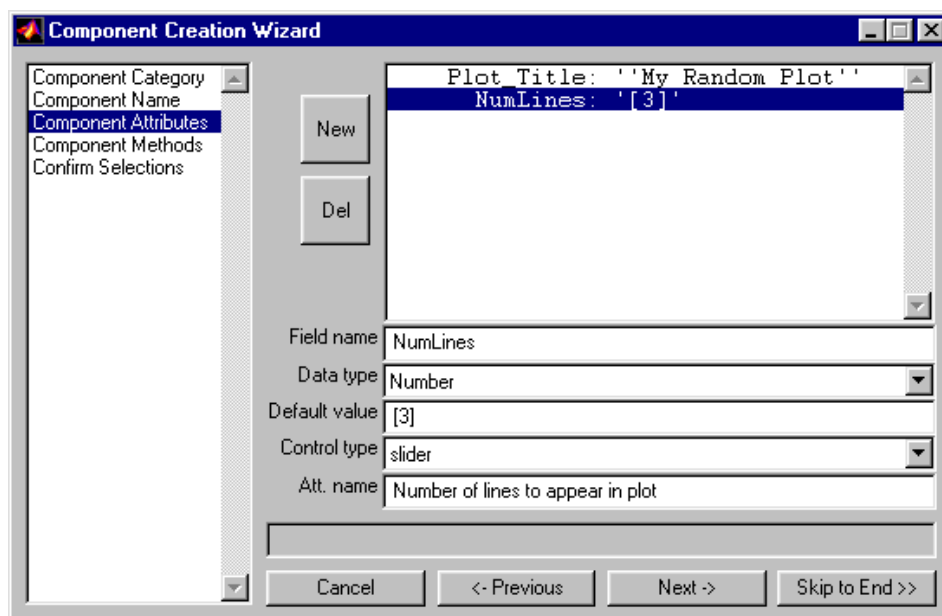 Component Creation Wizard
Component Category
Component Name
Component Attributes
Component Methods
Confirm Selections
New
Del
Plot_Title: ''My Random Plot''
NumLines: '[3]'
Field name NumLines
Data type Number
Default value [3]
Control type slider
Att. name Number of lines to appear in plot
Cancel <- Previous Next -> Skip to End >>